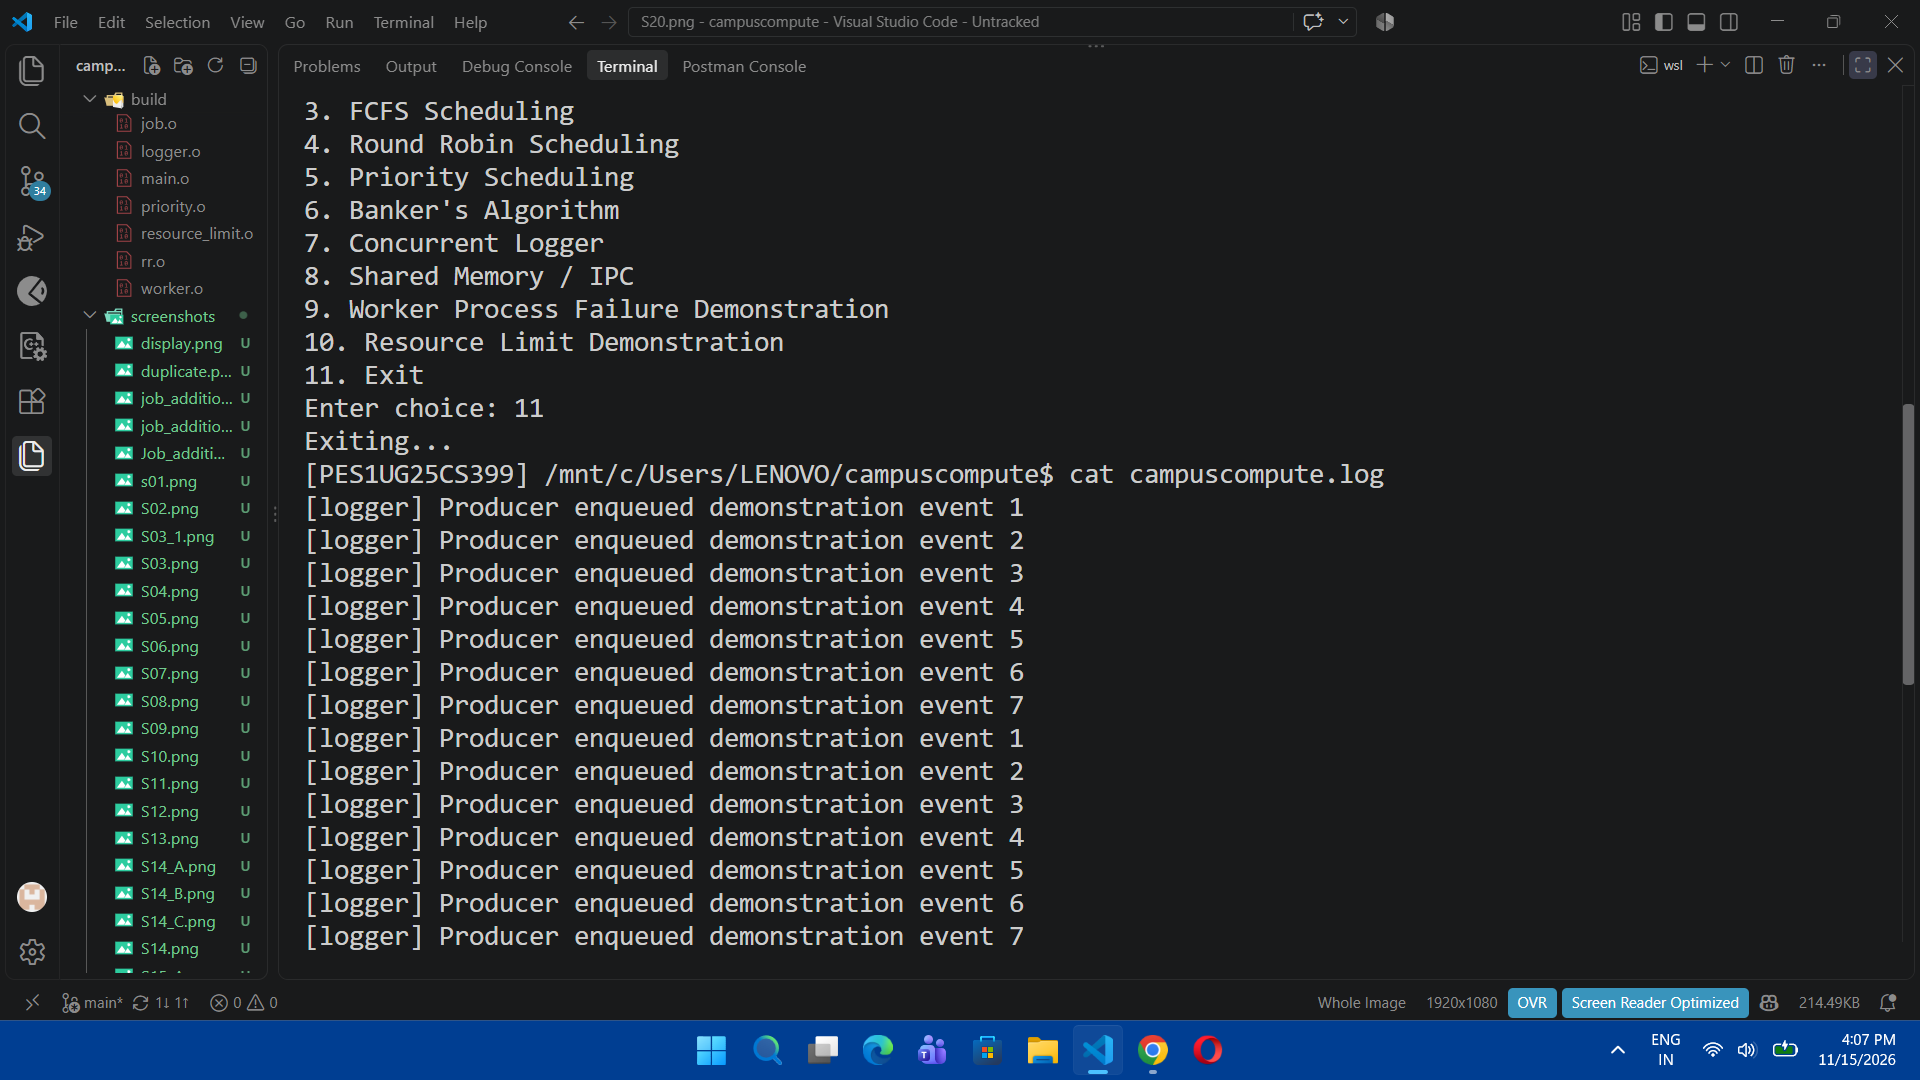 File Edit Selection View Go Run Terminal Help
S20.png - campuscompute - Visual Studio Code - Untracked
camp...
build
job.o
logger.o
main.o
priority.o
resource_limit.o
rr.o
worker.o
screenshots
display.png U
duplicate.p... U
job_additio... U
job_additio... U
Job_additi... U
s01.png U
S02.png U
S03_1.png U
S03.png U
S04.png U
S05.png U
S06.png U
S07.png U
S08.png U
S09.png U
S10.png U
S11.png U
S12.png U
S13.png U
S14_A.png U
S14_B.png U
S14_C.png U
S14.png U
34
Problems Output Debug Console Terminal Postman Console
wsl
3. FCFS Scheduling
4. Round Robin Scheduling
5. Priority Scheduling
6. Banker's Algorithm
7. Concurrent Logger
8. Shared Memory / IPC
9. Worker Process Failure Demonstration
10. Resource Limit Demonstration
11. Exit
Enter choice: 11
Exiting...
[PES1UG25CS399] /mnt/c/Users/LENOVO/campuscompute$ cat campuscompute.log
[logger] Producer enqueued demonstration event 1
[logger] Producer enqueued demonstration event 2
[logger] Producer enqueued demonstration event 3
[logger] Producer enqueued demonstration event 4
[logger] Producer enqueued demonstration event 5
[logger] Producer enqueued demonstration event 6
[logger] Producer enqueued demonstration event 7
[logger] Producer enqueued demonstration event 1
[logger] Producer enqueued demonstration event 2
[logger] Producer enqueued demonstration event 3
[logger] Producer enqueued demonstration event 4
[logger] Producer enqueued demonstration event 5
[logger] Producer enqueued demonstration event 6
[logger] Producer enqueued demonstration event 7
main* 1↓ 1↑ 0 0
Whole Image 1920x1080 OVR Screen Reader Optimized 214.49KB
ENG
IN
4:07 PM
11/15/2026